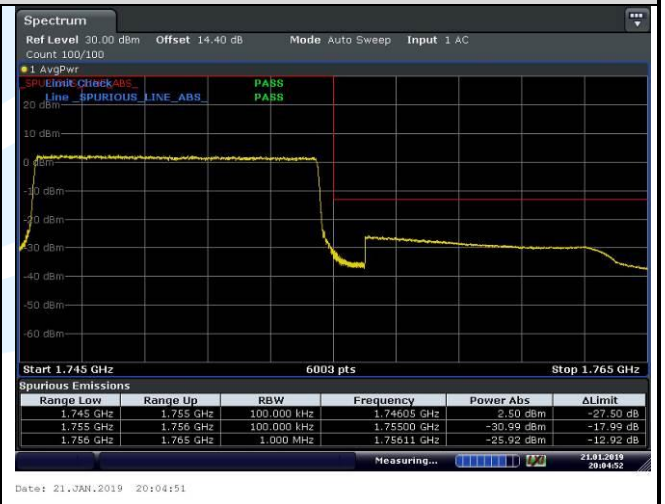 Spectrum
Ref Level 30.00 dBm Offset 14.40 dB Mode Auto Sweep Input 1 AC
Count 100/100
1 AvgPwr
Limit Check PASS
Line _SPURIOUS_LINE_ABS_ PASS
20 dBm
10 dBm
0 dBm
-10 dBm
-20 dBm
-30 dBm
-40 dBm
-50 dBm
-60 dBm
Start 1.745 GHz 6003 pts Stop 1.765 GHz
Spurious Emissions
Range Low Range Up RBW Frequency Power Abs ΔLimit
1.745 GHz 1.755 GHz 100.000 kHz 1.74605 GHz 2.50 dBm -27.50 dB
1.755 GHz 1.756 GHz 100.000 kHz 1.75500 GHz -30.99 dBm -17.99 dB
1.756 GHz 1.765 GHz 1.000 MHz 1.75611 GHz -25.92 dBm -12.92 dB
Measuring... 21.01.2019
20:04:52
Date: 21.JAN.2019 20:04:51